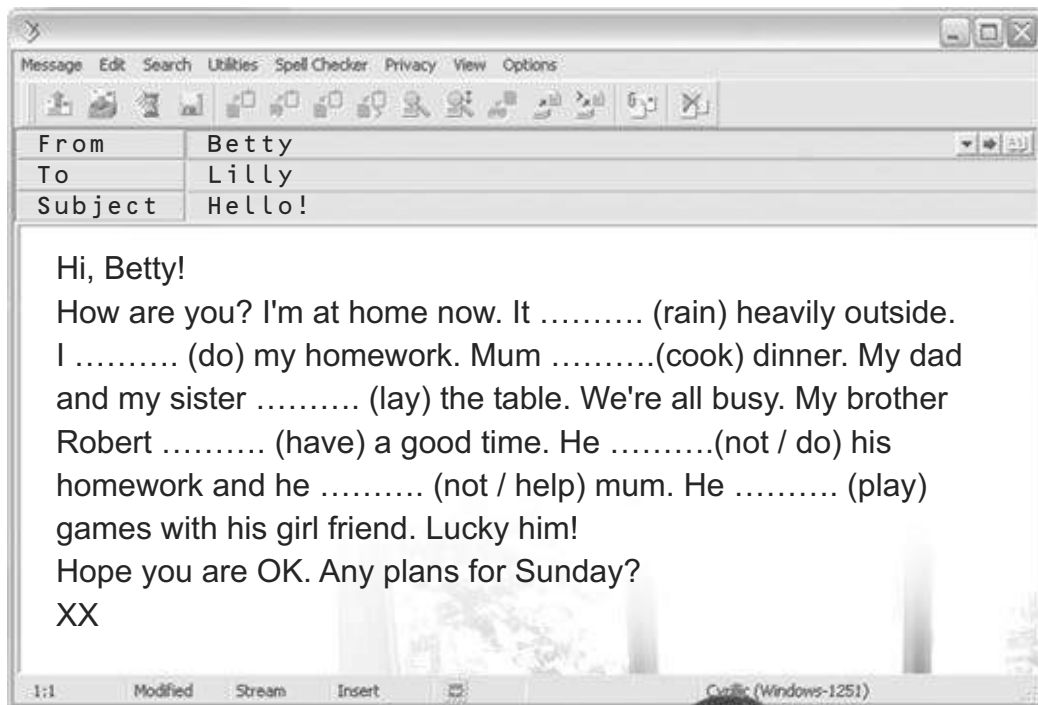 Message Edit Search Utilities Spell Checker Privacy View Options
From Betty
To Lilly
Subject Hello!
Hi, Betty!
How are you? I'm at home now. It ………. (rain) heavily outside.
I ………. (do) my homework. Mum ……….(cook) dinner. My dad
and my sister ………. (lay) the table. We're all busy. My brother
Robert ………. (have) a good time. He ……….(not / do) his
homework and he ………. (not / help) mum. He ………. (play)
games with his girl friend. Lucky him!
Hope you are OK. Any plans for Sunday?
XX
1:1 Modified Stream Insert Cyrillic (Windows-1251)